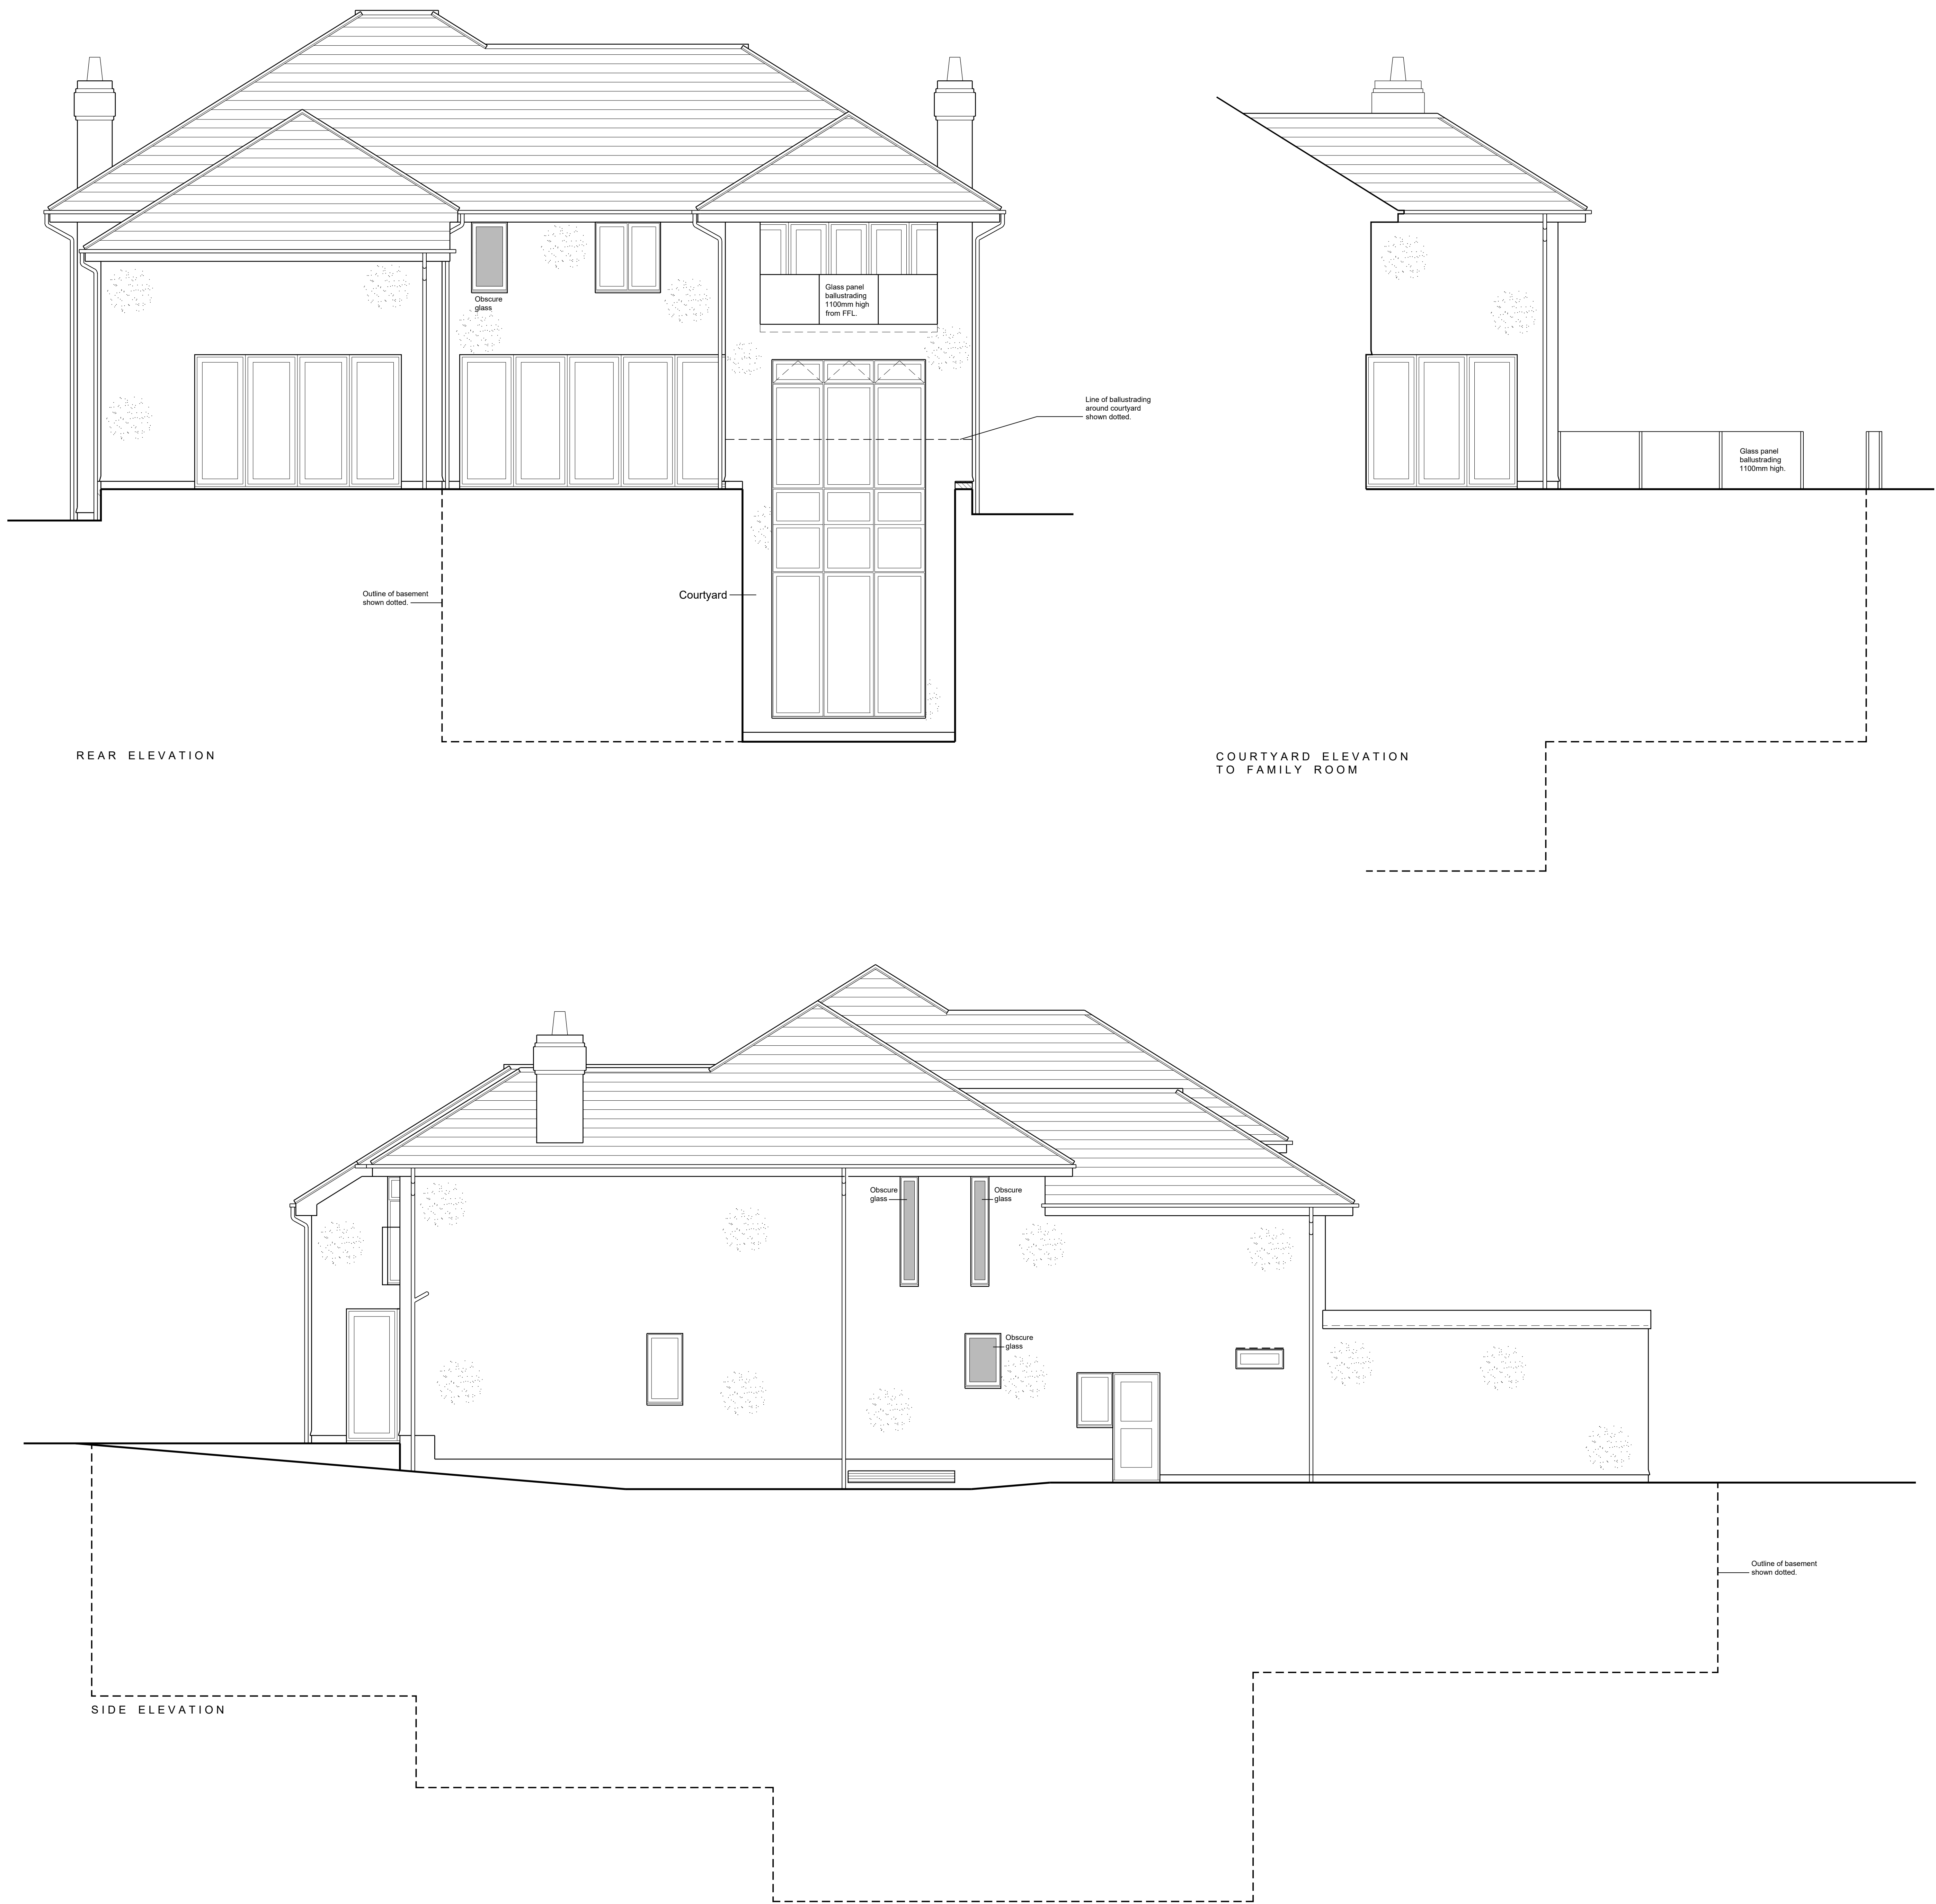 Obscure
glass
Glass panel
ballustrading
1100mm high
from FFL.
Line of ballustrading
around courtyard
shown dotted.
Glass panel
ballustrading
1100mm high.
Outline of basement
shown dotted.
Courtyard
REAR ELEVATION
COURTYARD ELEVATION
TO FAMILY ROOM
Obscure
glass
Obscure
glass
Obscure
glass
Outline of basement
shown dotted.
SIDE ELEVATION